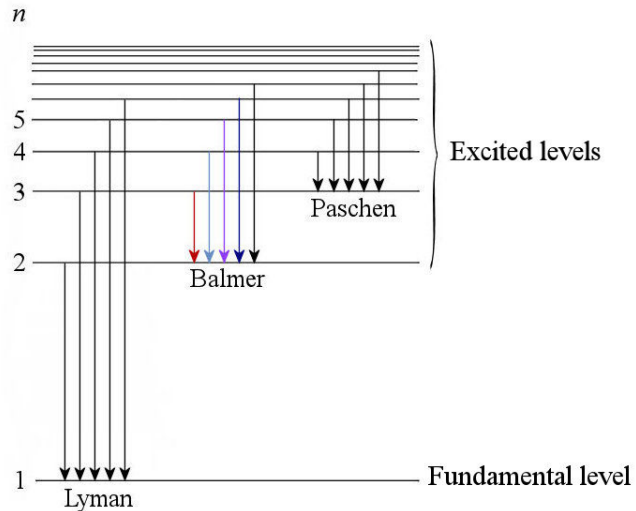 n
5
4
Excited levels
3
Paschen
2
Balmer
1
Fundamental level
Lyman